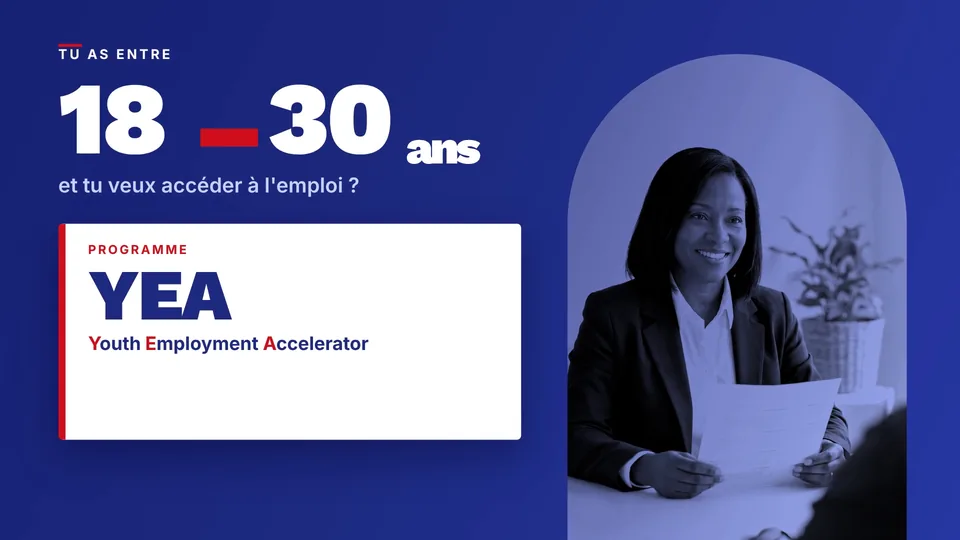 TU AS ENTRE
18 – 30 ans
et tu veux accéder à l'emploi ?
PROGRAMME
YEA
Youth Employment Accelerator